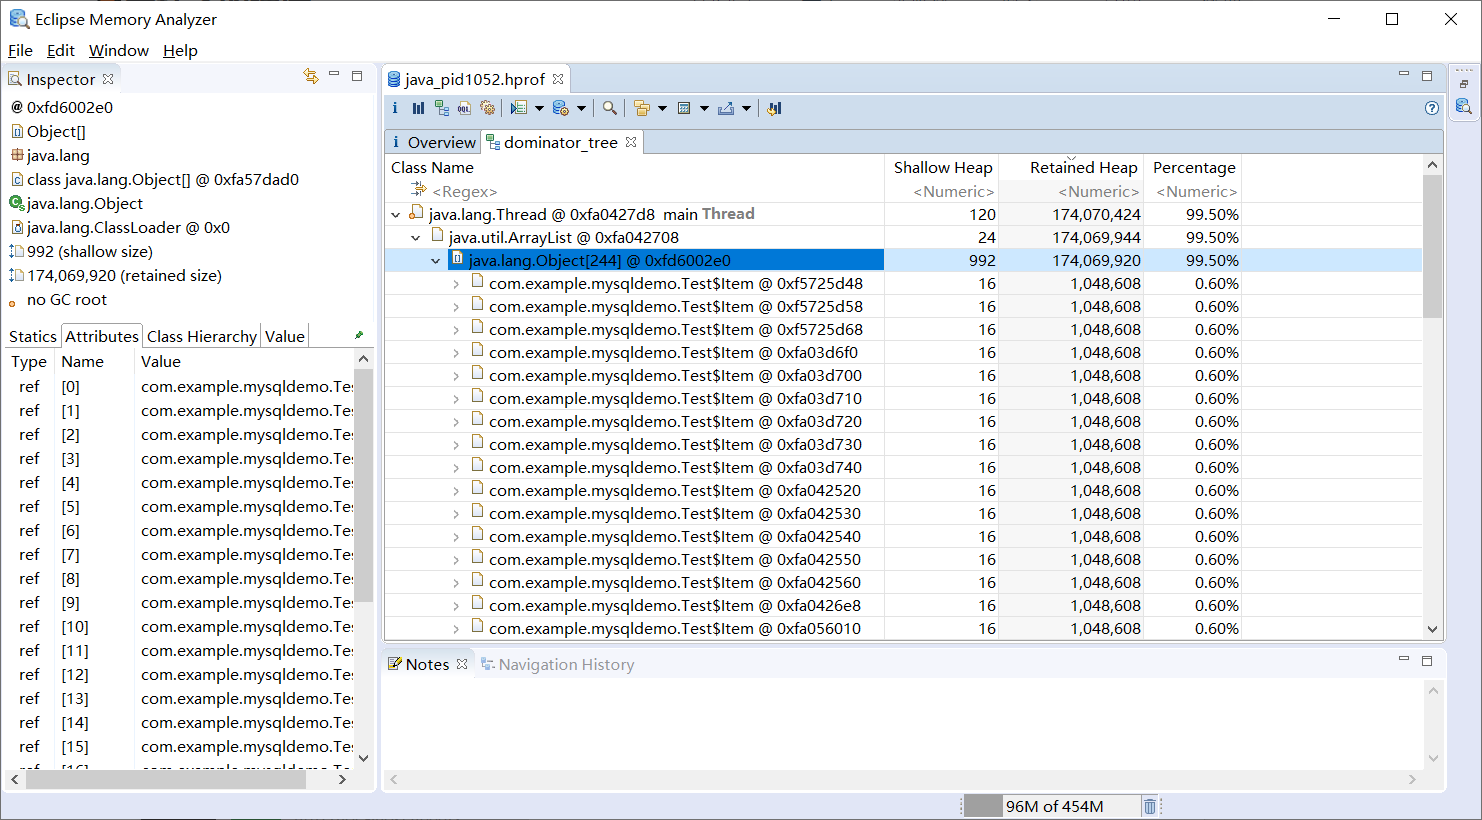 Eclipse Memory Analyzer
File Edit Window Help
Inspector
@ 0xfd6002e0
Object[]
java.lang
class java.lang.Object[] @ 0xfa57dad0
java.lang.Object
java.lang.ClassLoader @ 0x0
992 (shallow size)
174,069,920 (retained size)
no GC root
Statics Attributes Class Hierarchy Value
Type Name Value
ref [0] com.example.mysqldemo.Te
ref [1] com.example.mysqldemo.Te
ref [2] com.example.mysqldemo.Te
ref [3] com.example.mysqldemo.Te
ref [4] com.example.mysqldemo.Te
ref [5] com.example.mysqldemo.Te
ref [6] com.example.mysqldemo.Te
ref [7] com.example.mysqldemo.Te
ref [8] com.example.mysqldemo.Te
ref [9] com.example.mysqldemo.Te
ref [10] com.example.mysqldemo.Te
ref [11] com.example.mysqldemo.Te
ref [12] com.example.mysqldemo.Te
ref [13] com.example.mysqldemo.Te
ref [14] com.example.mysqldemo.Te
ref [15] com.example.mysqldemo.Te
java_pid1052.hprof
i Overview dominator_tree
Class Name Shallow Heap Retained Heap Percentage
<Regex> <Numeric> <Numeric> <Numeric>
java.lang.Thread @ 0xfa0427d8 main Thread 120 174,070,424 99.50%
java.util.ArrayList @ 0xfa042708 24 174,069,944 99.50%
java.lang.Object[244] @ 0xfd6002e0 992 174,069,920 99.50%
com.example.mysqldemo.Test$Item @ 0xf5725d48 16 1,048,608 0.60%
com.example.mysqldemo.Test$Item @ 0xf5725d58 16 1,048,608 0.60%
com.example.mysqldemo.Test$Item @ 0xf5725d68 16 1,048,608 0.60%
com.example.mysqldemo.Test$Item @ 0xfa03d6f0 16 1,048,608 0.60%
com.example.mysqldemo.Test$Item @ 0xfa03d700 16 1,048,608 0.60%
com.example.mysqldemo.Test$Item @ 0xfa03d710 16 1,048,608 0.60%
com.example.mysqldemo.Test$Item @ 0xfa03d720 16 1,048,608 0.60%
com.example.mysqldemo.Test$Item @ 0xfa03d730 16 1,048,608 0.60%
com.example.mysqldemo.Test$Item @ 0xfa03d740 16 1,048,608 0.60%
com.example.mysqldemo.Test$Item @ 0xfa042520 16 1,048,608 0.60%
com.example.mysqldemo.Test$Item @ 0xfa042530 16 1,048,608 0.60%
com.example.mysqldemo.Test$Item @ 0xfa042540 16 1,048,608 0.60%
com.example.mysqldemo.Test$Item @ 0xfa042550 16 1,048,608 0.60%
com.example.mysqldemo.Test$Item @ 0xfa042560 16 1,048,608 0.60%
com.example.mysqldemo.Test$Item @ 0xfa0426e8 16 1,048,608 0.60%
com.example.mysqldemo.Test$Item @ 0xfa056010 16 1,048,608 0.60%
Notes Navigation History
96M of 454M